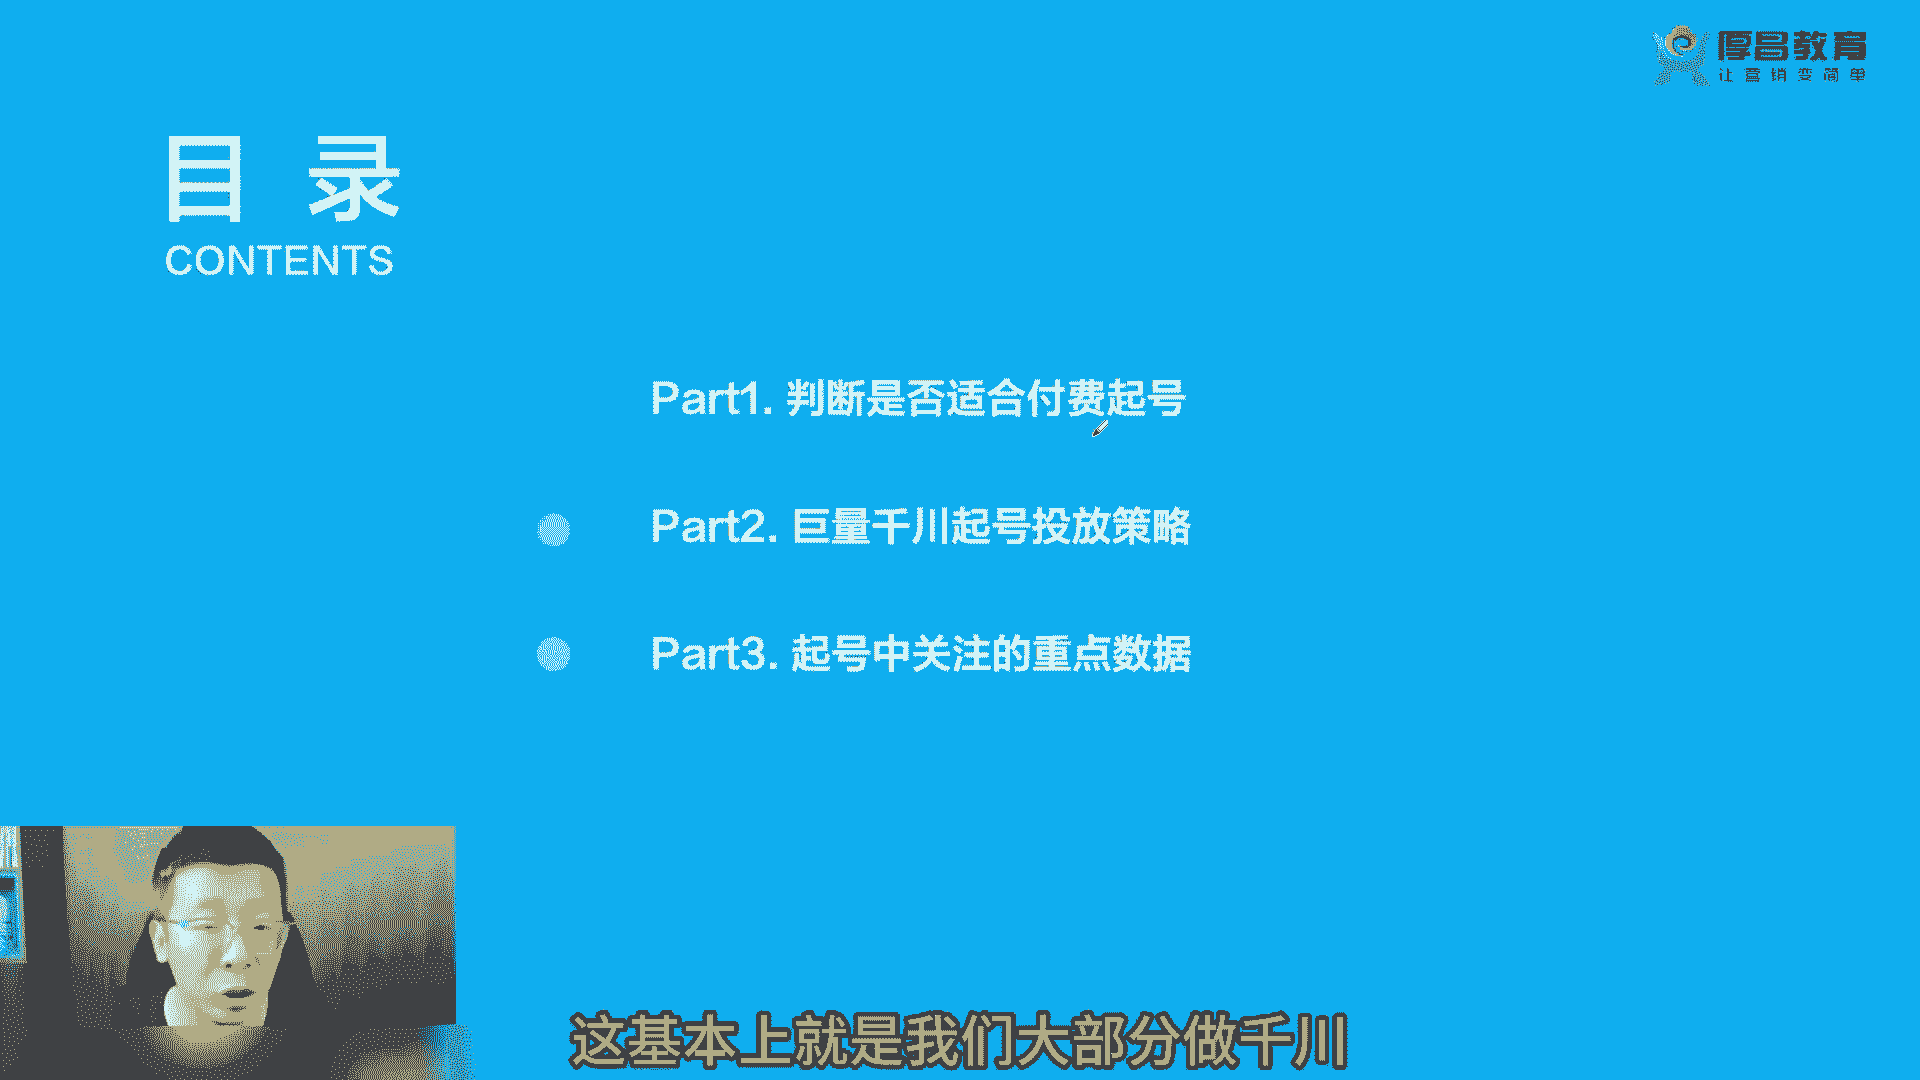 厚昌教育
让营销变简单
目录
CONTENTS
Part1. 判断是否适合付费起号
Part2. 巨量千川起号投放策略
Part3. 起号中关注的重点数据
这基本上就是我们大部分做千川